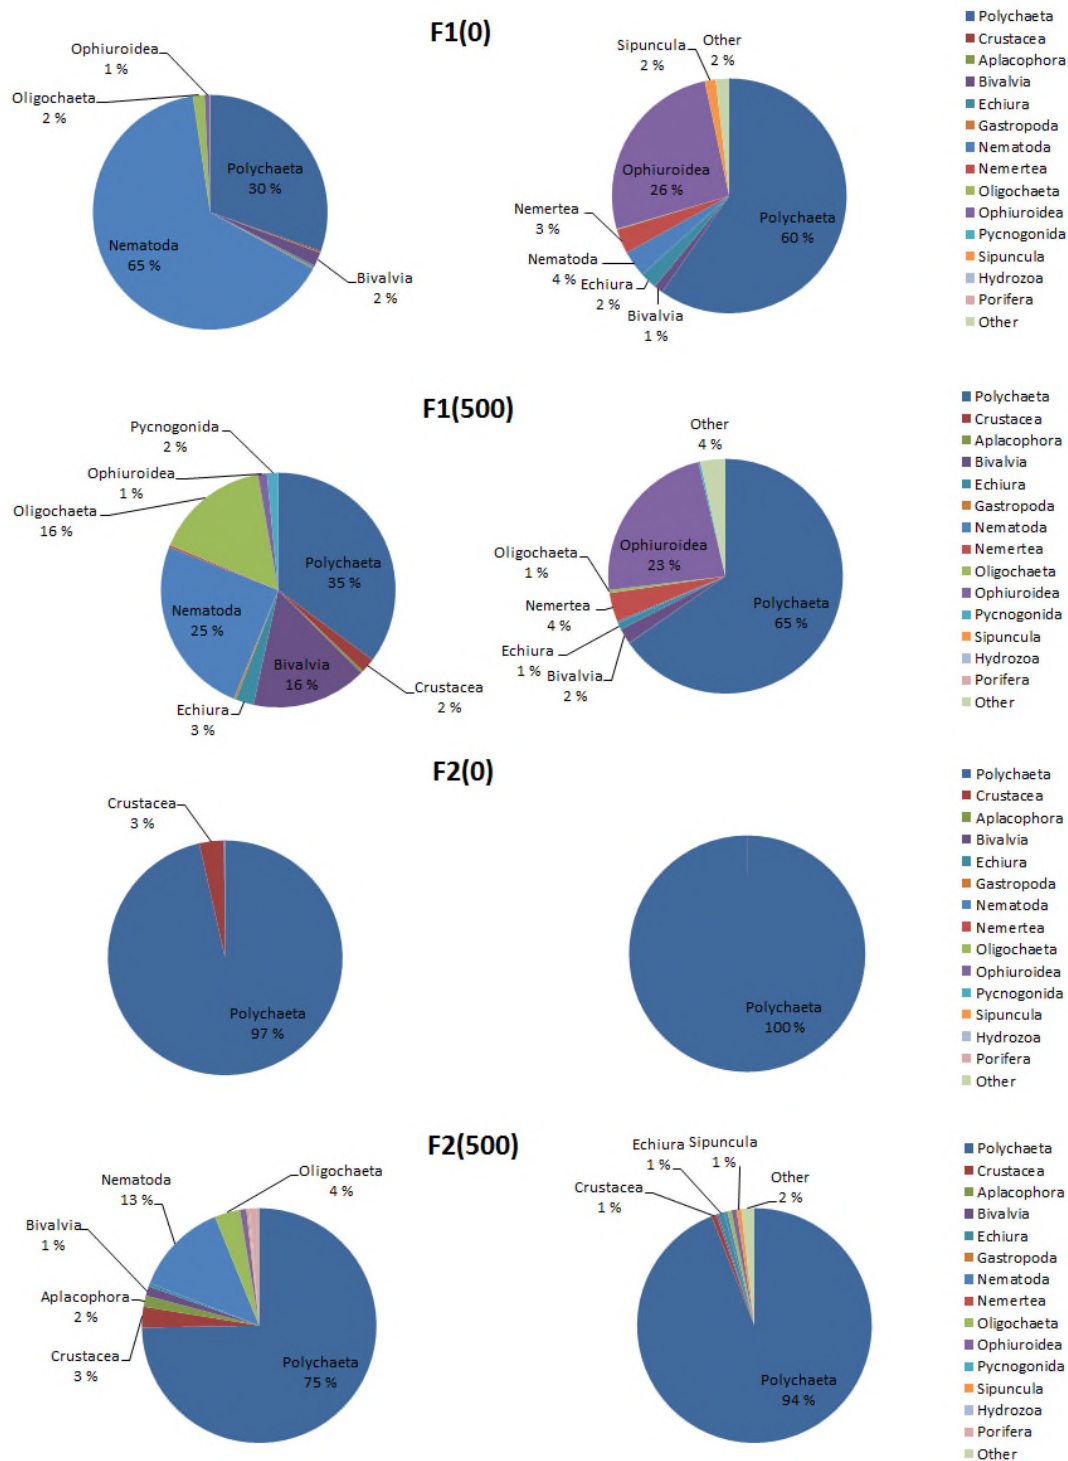 F1(0)
Ophiuroidea
1 %
Oligochaeta
2 %
Polychaeta
30 %
Nematoda
65 %
Bivalvia
2 %
Sipuncula
2 %
Other
2 %
Ophiuroidea
26 %
Nemertea
3 %
Polychaeta
60 %
Nematoda
4 %
Echiura
2 %
Bivalvia
1 %
Polychaeta
Crustacea
Aplacophora
Bivalvia
Echiura
Gastropoda
Nematoda
Nemertea
Oligochaeta
Ophiuroidea
Pycnogonida
Sipuncula
Hydrozoa
Porifera
Other
F1(500)
Pycnogonida
2 %
Ophiuroidea
1 %
Oligochaeta
16 %
Polychaeta
35 %
Nematoda
25 %
Bivalvia
16 %
Crustacea
2 %
Echiura
3 %
Other
4 %
Ophiuroidea
23 %
Oligochaeta
1 %
Polychaeta
65 %
Nemertea
4 %
Echiura
1 %
Bivalvia
2 %
Polychaeta
Crustacea
Aplacophora
Bivalvia
Echiura
Gastropoda
Nematoda
Nemertea
Oligochaeta
Ophiuroidea
Pycnogonida
Sipuncula
Hydrozoa
Porifera
Other
F2(0)
Crustacea
3 %
Polychaeta
97 %
Polychaeta
100 %
Polychaeta
Crustacea
Aplacophora
Bivalvia
Echiura
Gastropoda
Nematoda
Nemertea
Oligochaeta
Ophiuroidea
Pycnogonida
Sipuncula
Hydrozoa
Porifera
Other
F2(500)
Nematoda
13 %
Oligochaeta
4 %
Bivalvia
1 %
Aplacophora
2 %
Crustacea
3 %
Polychaeta
75 %
Echiura
1 %
Sipuncula
1 %
Crustacea
1 %
Other
2 %
Polychaeta
94 %
Polychaeta
Crustacea
Aplacophora
Bivalvia
Echiura
Gastropoda
Nematoda
Nemertea
Oligochaeta
Ophiuroidea
Pycnogonida
Sipuncula
Hydrozoa
Porifera
Other